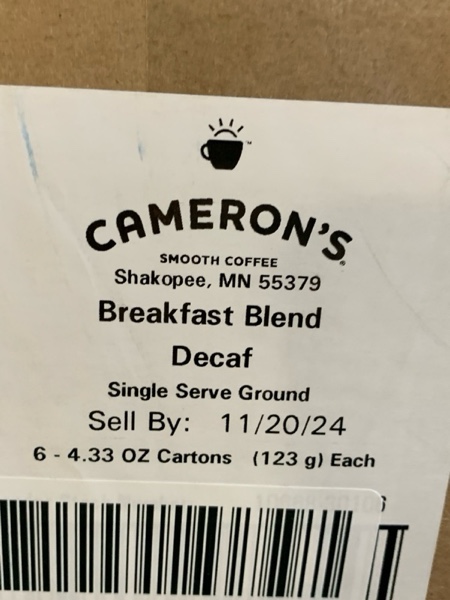 CAMERON'S
SMOOTH COFFEE
Shakopee, MN 55379
Breakfast Blend
Decaf
Single Serve Ground
Sell By: 11/20/24
6 - 4.33 OZ Cartons (123 g) Each